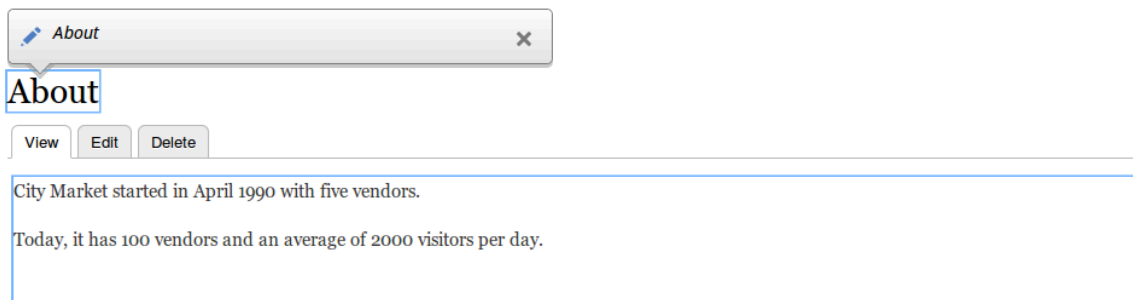 About
About
View Edit Delete
City Market started in April 1990 with five vendors.
Today, it has 100 vendors and an average of 2000 visitors per day.